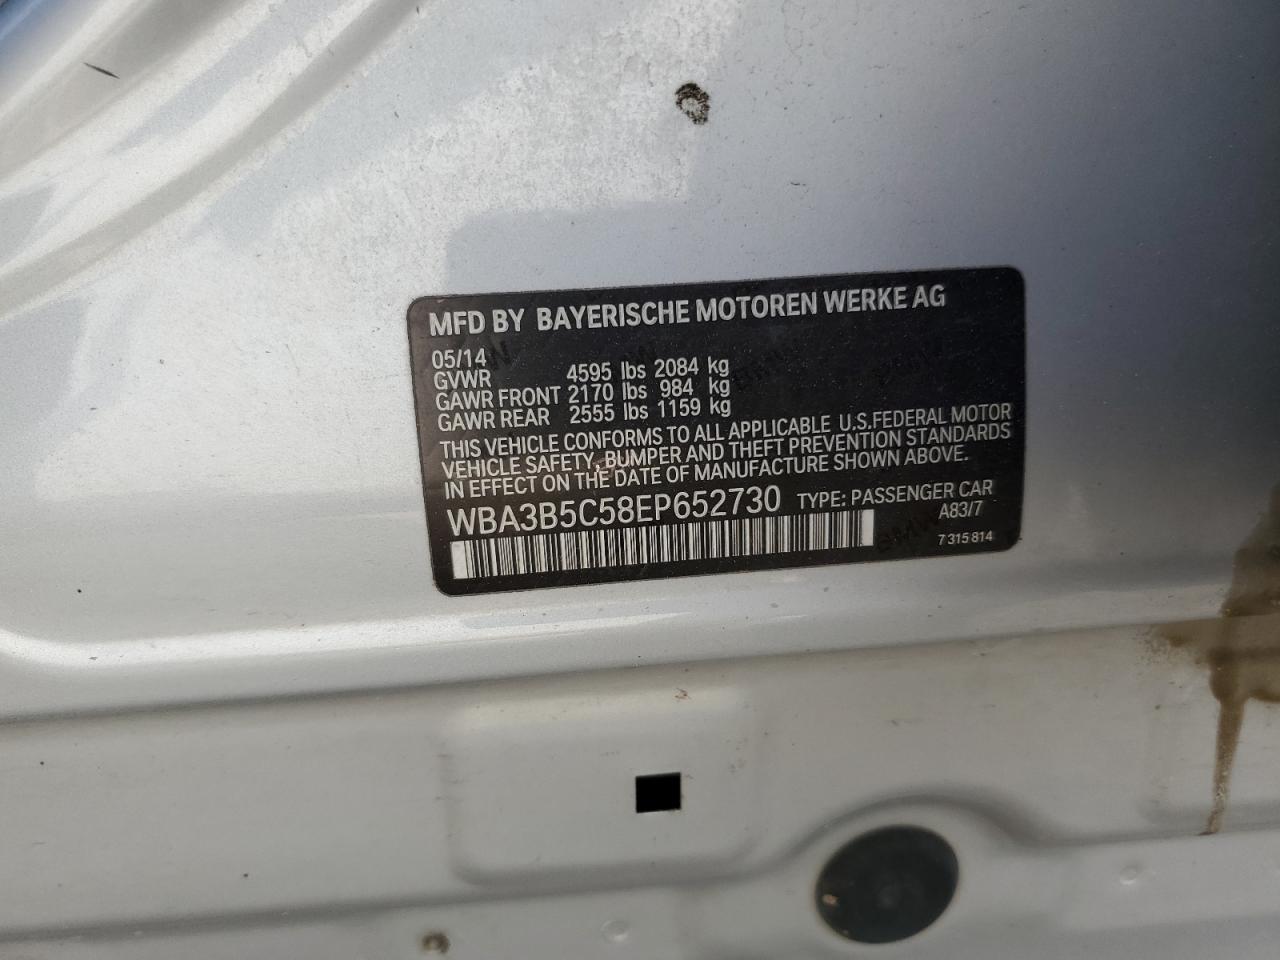 MFD BY BAYERISCHE MOTOREN WERKE AG
05/14
GVWR 4595 lbs 2084 kg
GAWR FRONT 2170 lbs 984 kg
GAWR REAR 2555 lbs 1159 kg
THIS VEHICLE CONFORMS TO ALL APPLICABLE U.S.FEDERAL MOTOR
VEHICLE SAFETY, BUMPER AND THEFT PREVENTION STANDARDS
IN EFFECT ON THE DATE OF MANUFACTURE SHOWN ABOVE.
WBA3B5C58EP652730 TYPE: PASSENGER CAR
A83/7
7 315 814
BMW